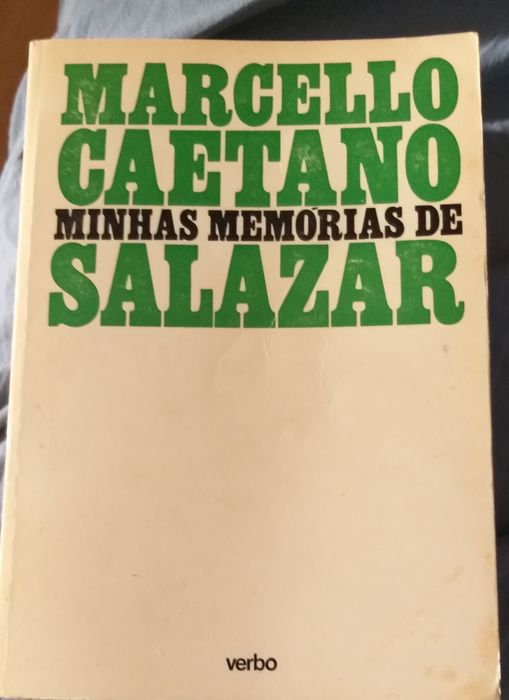 MARCELLO
CAETANO
MINHAS MEMÓRIAS DE
SALAZAR
verbo